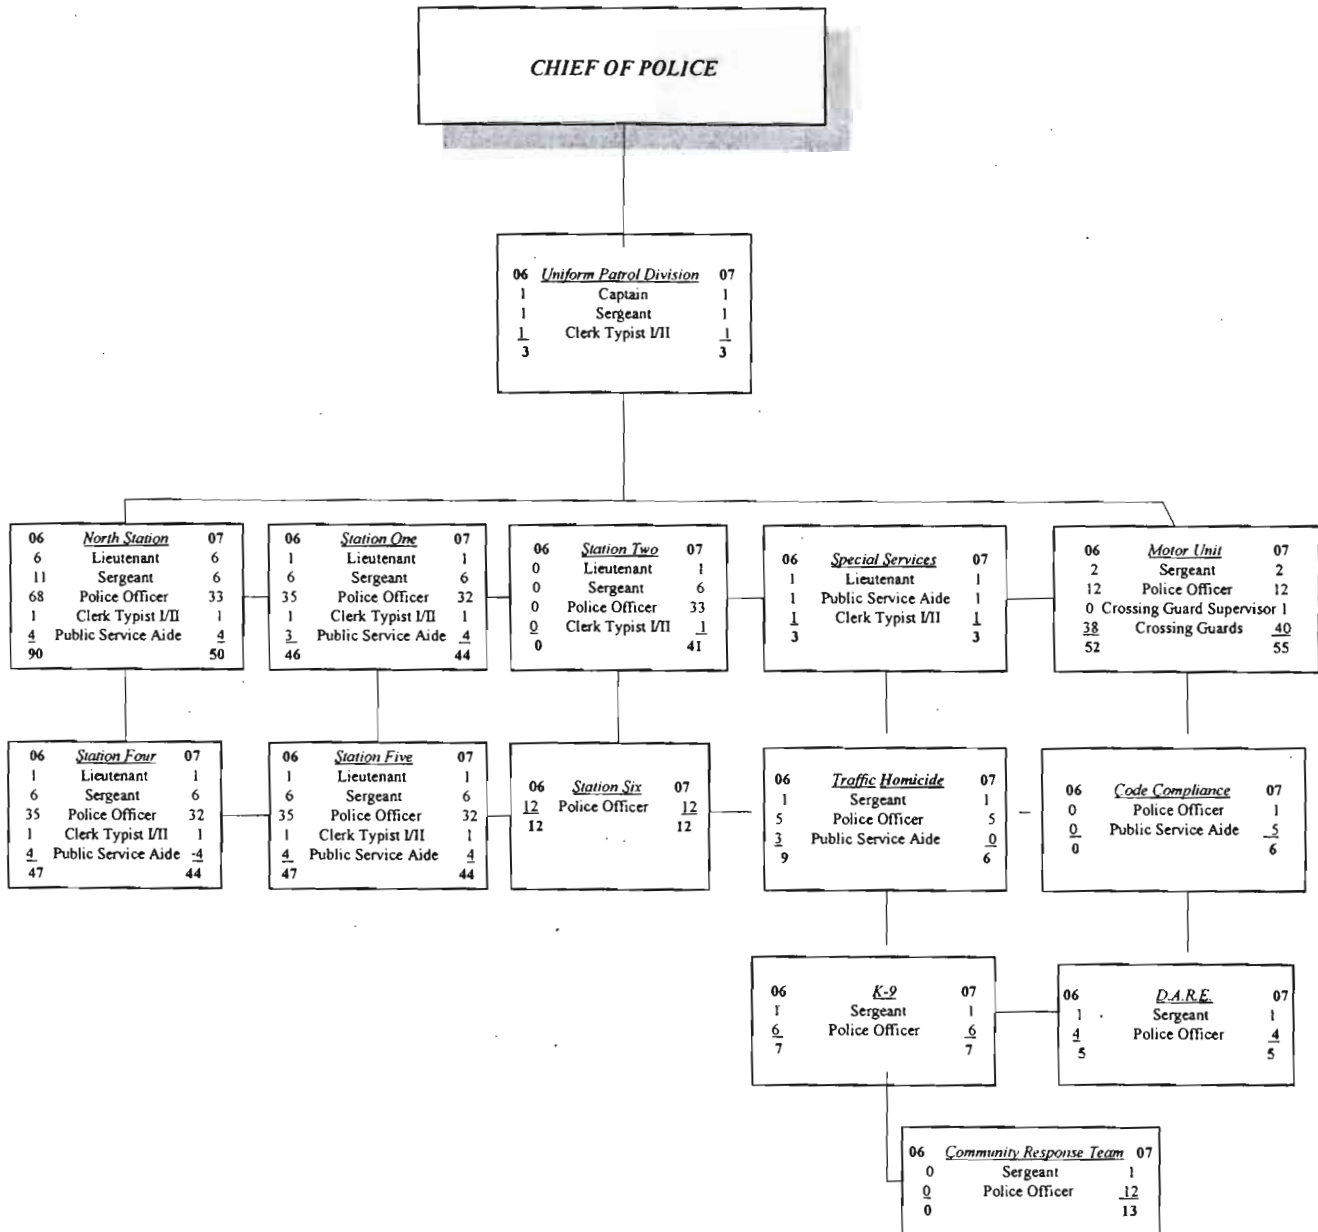 CHIEF OF POLICE
06 Uniform Patrol Division 07
1 Captain 1
1 Sergeant 1
1 Clerk Typist I/II 1
3 3
06 North Station 07
6 Lieutenant 6
11 Sergeant 6
68 Police Officer 33
1 Clerk Typist I/II 1
4 Public Service Aide 4
90 50
06 Station One 07
1 Lieutenant 1
6 Sergeant 6
35 Police Officer 32
1 Clerk Typist I/II 1
3 Public Service Aide 4
46 44
06 Station Two 07
0 Lieutenant 1
0 Sergeant 6
0 Police Officer 33
0 Clerk Typist I/II 1
0 41
06 Special Services 07
1 Lieutenant 1
1 Public Service Aide 1
1 Clerk Typist I/II 1
3 3
06 Motor Unit 07
2 Sergeant 2
12 Police Officer 12
0 Crossing Guard Supervisor 1
38 Crossing Guards 40
52 55
06 Station Four 07
1 Lieutenant 1
6 Sergeant 6
35 Police Officer 32
1 Clerk Typist I/II 1
4 Public Service Aide -4
47 44
06 Station Five 07
1 Lieutenant 1
6 Sergeant 6
35 Police Officer 32
1 Clerk Typist I/II 1
4 Public Service Aide 4
47 44
06 Station Six 07
12 Police Officer 12
12 12
06 Traffic Homicide 07
1 Sergeant 1
5 Police Officer 5
3 Public Service Aide 0
9 6
06 Code Compliance 07
0 Police Officer 1
0 Public Service Aide 5
0 6
06 K-9 07
1 Sergeant 1
6 Police Officer 6
7 7
06 D.A.R.E. 07
1 Sergeant 1
4 Police Officer 4
5 5
06 Community Response Team 07
0 Sergeant 1
0 Police Officer 12
0 13